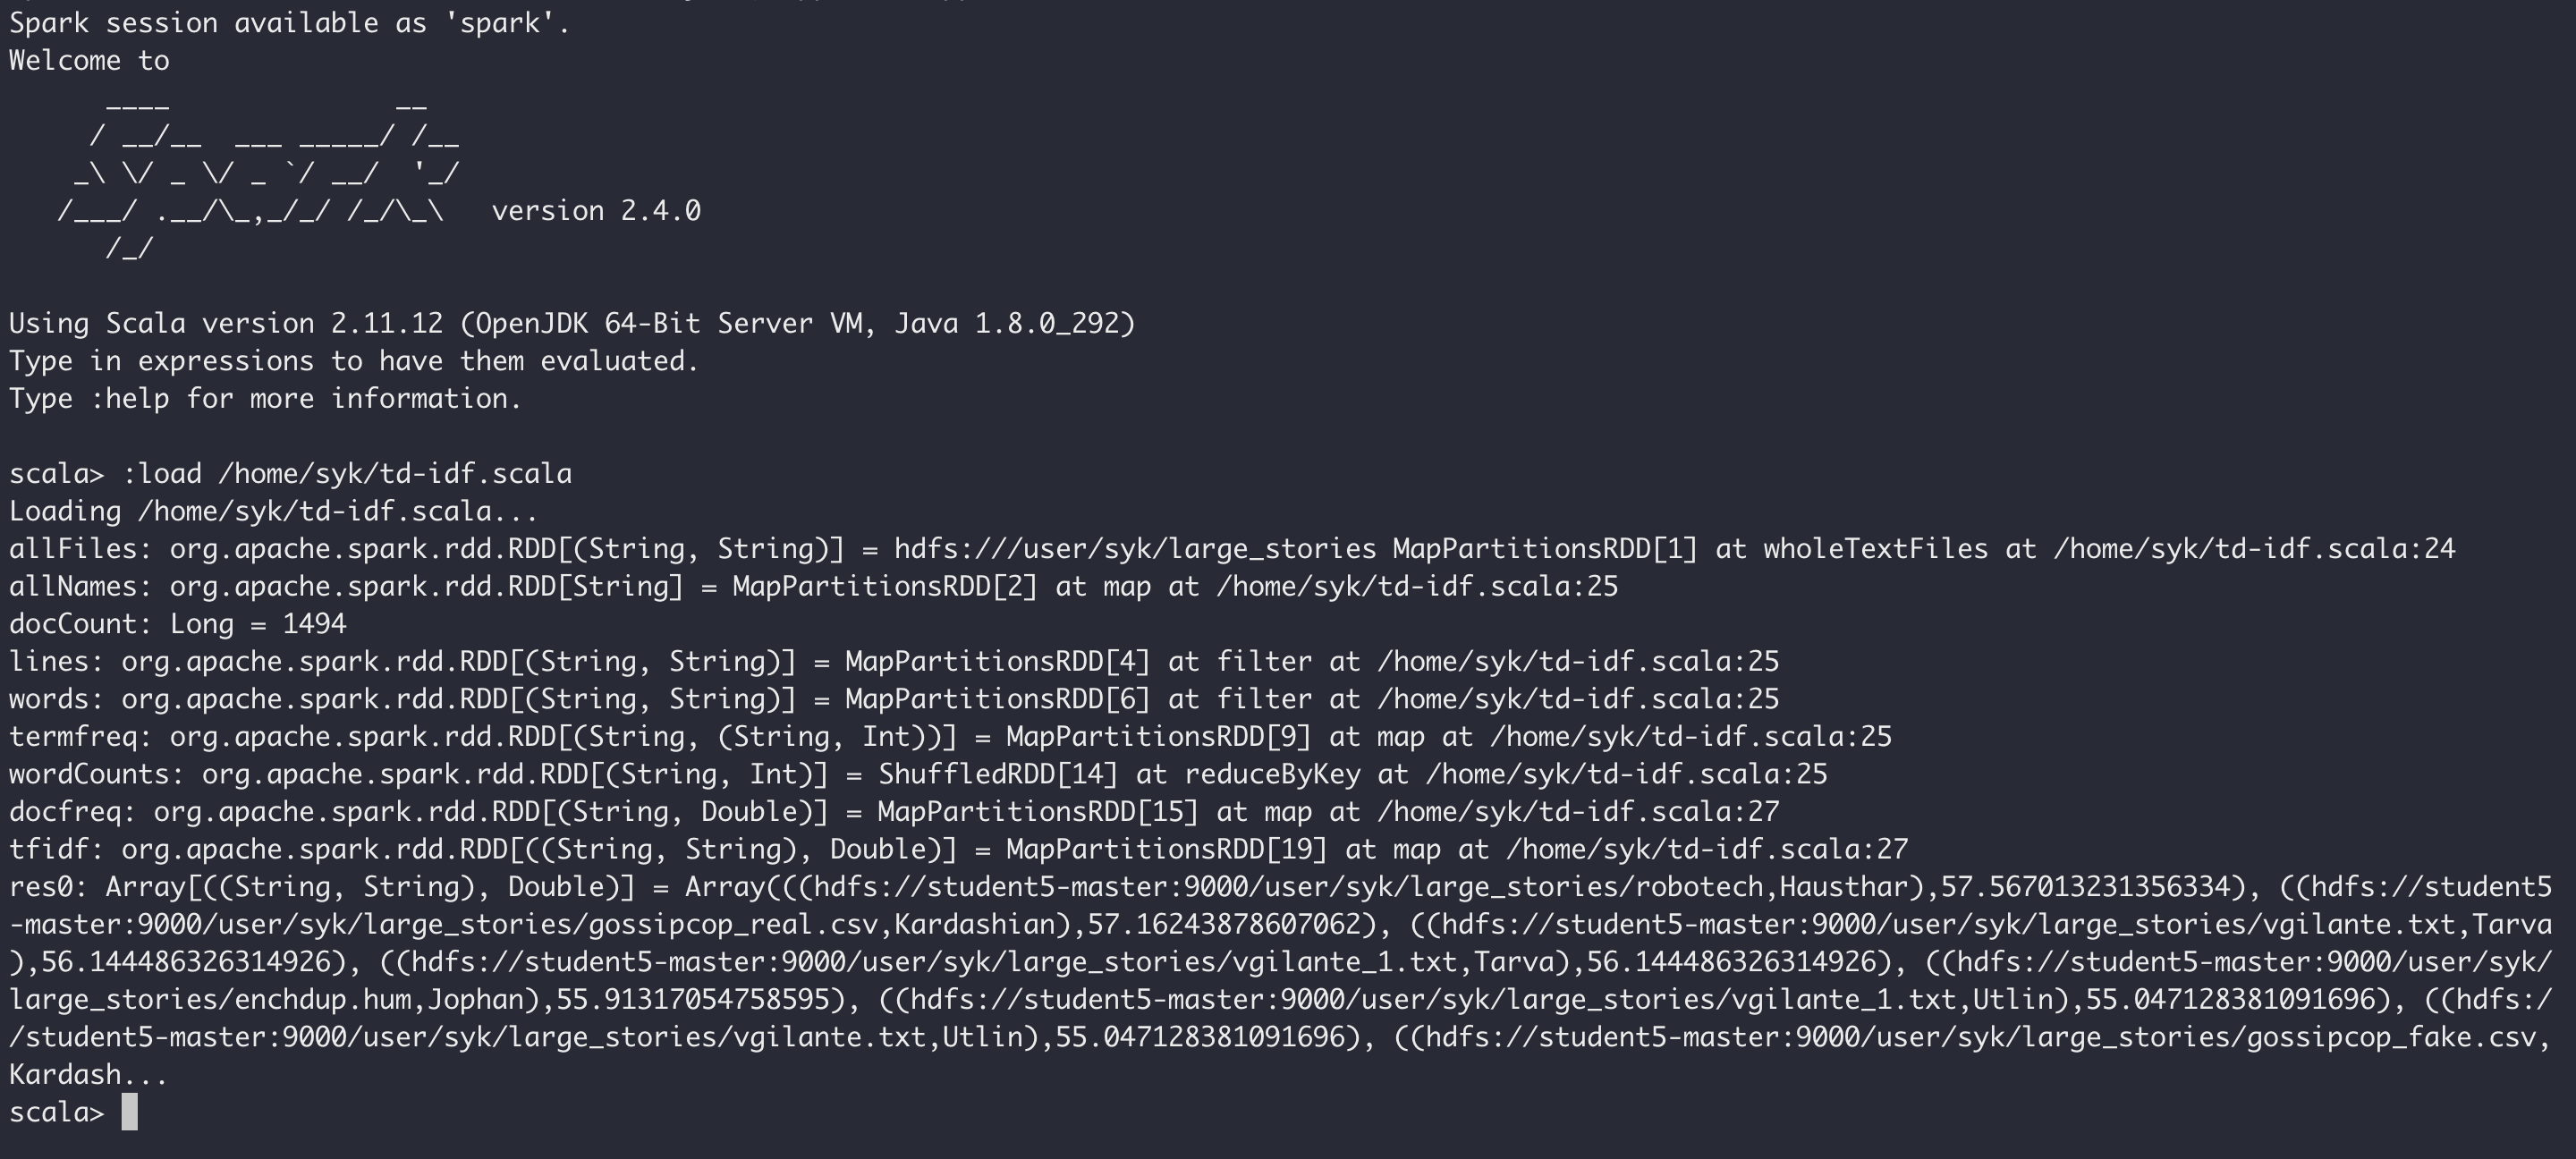 Spark session available as 'spark'.
Welcome to
      ____              __
     / __/__  ___ _____/ /__
    _\ \/ _ \/ _ `/ __/  '_/
   /___/ .__/\_,_/_/ /_/\_\   version 2.4.0
      /_/
Using Scala version 2.11.12 (OpenJDK 64-Bit Server VM, Java 1.8.0_292)
Type in expressions to have them evaluated.
Type :help for more information.
scala> :load /home/syk/td-idf.scala
Loading /home/syk/td-idf.scala...
allFiles: org.apache.spark.rdd.RDD[(String, String)] = hdfs:///user/syk/large_stories MapPartitionsRDD[1] at wholeTextFiles at /home/syk/td-idf.scala:24
allNames: org.apache.spark.rdd.RDD[String] = MapPartitionsRDD[2] at map at /home/syk/td-idf.scala:25
docCount: Long = 1494
lines: org.apache.spark.rdd.RDD[(String, String)] = MapPartitionsRDD[4] at filter at /home/syk/td-idf.scala:25
words: org.apache.spark.rdd.RDD[(String, String)] = MapPartitionsRDD[6] at filter at /home/syk/td-idf.scala:25
termfreq: org.apache.spark.rdd.RDD[(String, (String, Int))] = MapPartitionsRDD[9] at map at /home/syk/td-idf.scala:25
wordCounts: org.apache.spark.rdd.RDD[(String, Int)] = ShuffledRDD[14] at reduceByKey at /home/syk/td-idf.scala:25
docfreq: org.apache.spark.rdd.RDD[(String, Double)] = MapPartitionsRDD[15] at map at /home/syk/td-idf.scala:27
tfidf: org.apache.spark.rdd.RDD[((String, String), Double)] = MapPartitionsRDD[19] at map at /home/syk/td-idf.scala:27
res0: Array[((String, String), Double)] = Array(((hdfs://student5-master:9000/user/syk/large_stories/robotech,Hausthar),57.567013231356334), ((hdfs://student5
-master:9000/user/syk/large_stories/gossipcop_real.csv,Kardashian),57.16243878607062), ((hdfs://student5-master:9000/user/syk/large_stories/vgilante.txt,Tarva
),56.144486326314926), ((hdfs://student5-master:9000/user/syk/large_stories/vgilante_1.txt,Tarva),56.144486326314926), ((hdfs://student5-master:9000/user/syk/
large_stories/enchdup.hum,Jophan),55.91317054758595), ((hdfs://student5-master:9000/user/syk/large_stories/vgilante_1.txt,Utlin),55.047128381091696), ((hdfs:/
/student5-master:9000/user/syk/large_stories/vgilante.txt,Utlin),55.047128381091696), ((hdfs://student5-master:9000/user/syk/large_stories/gossipcop_fake.csv,
Kardash...
scala>